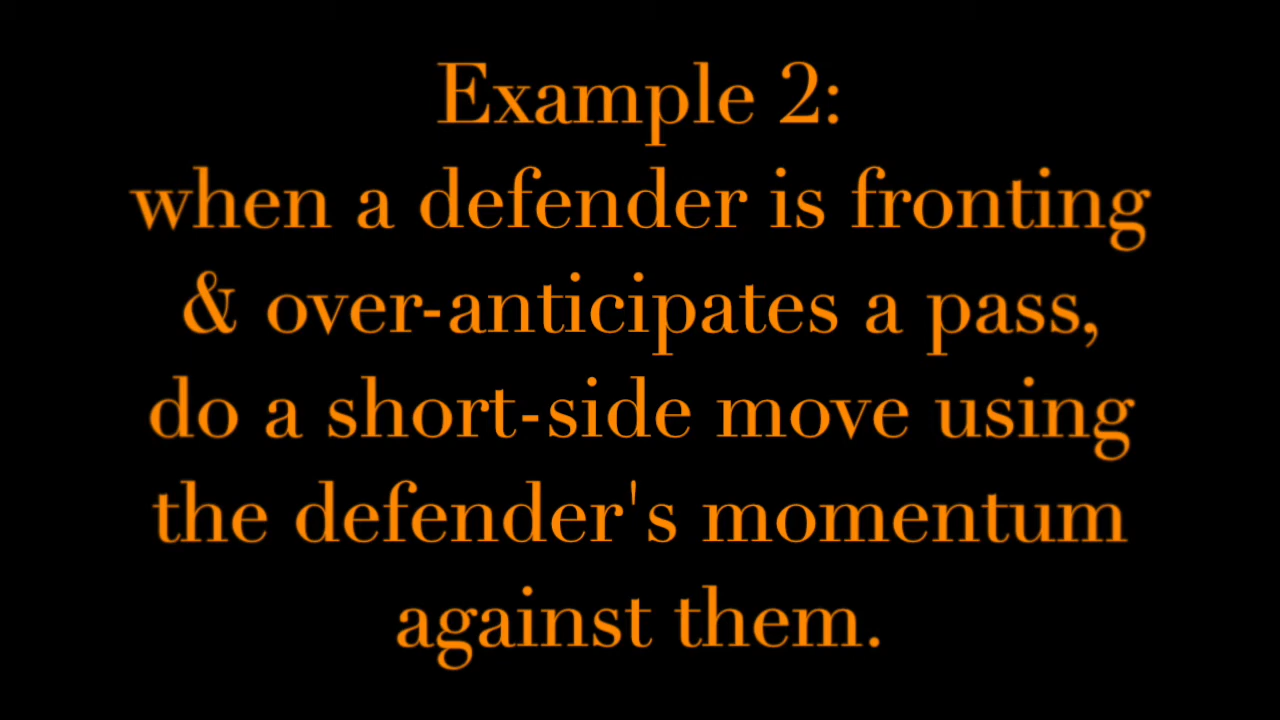 Example 2:
when a defender is fronting
& over-anticipates a pass,
do a short-side move using
the defender's momentum
against them.